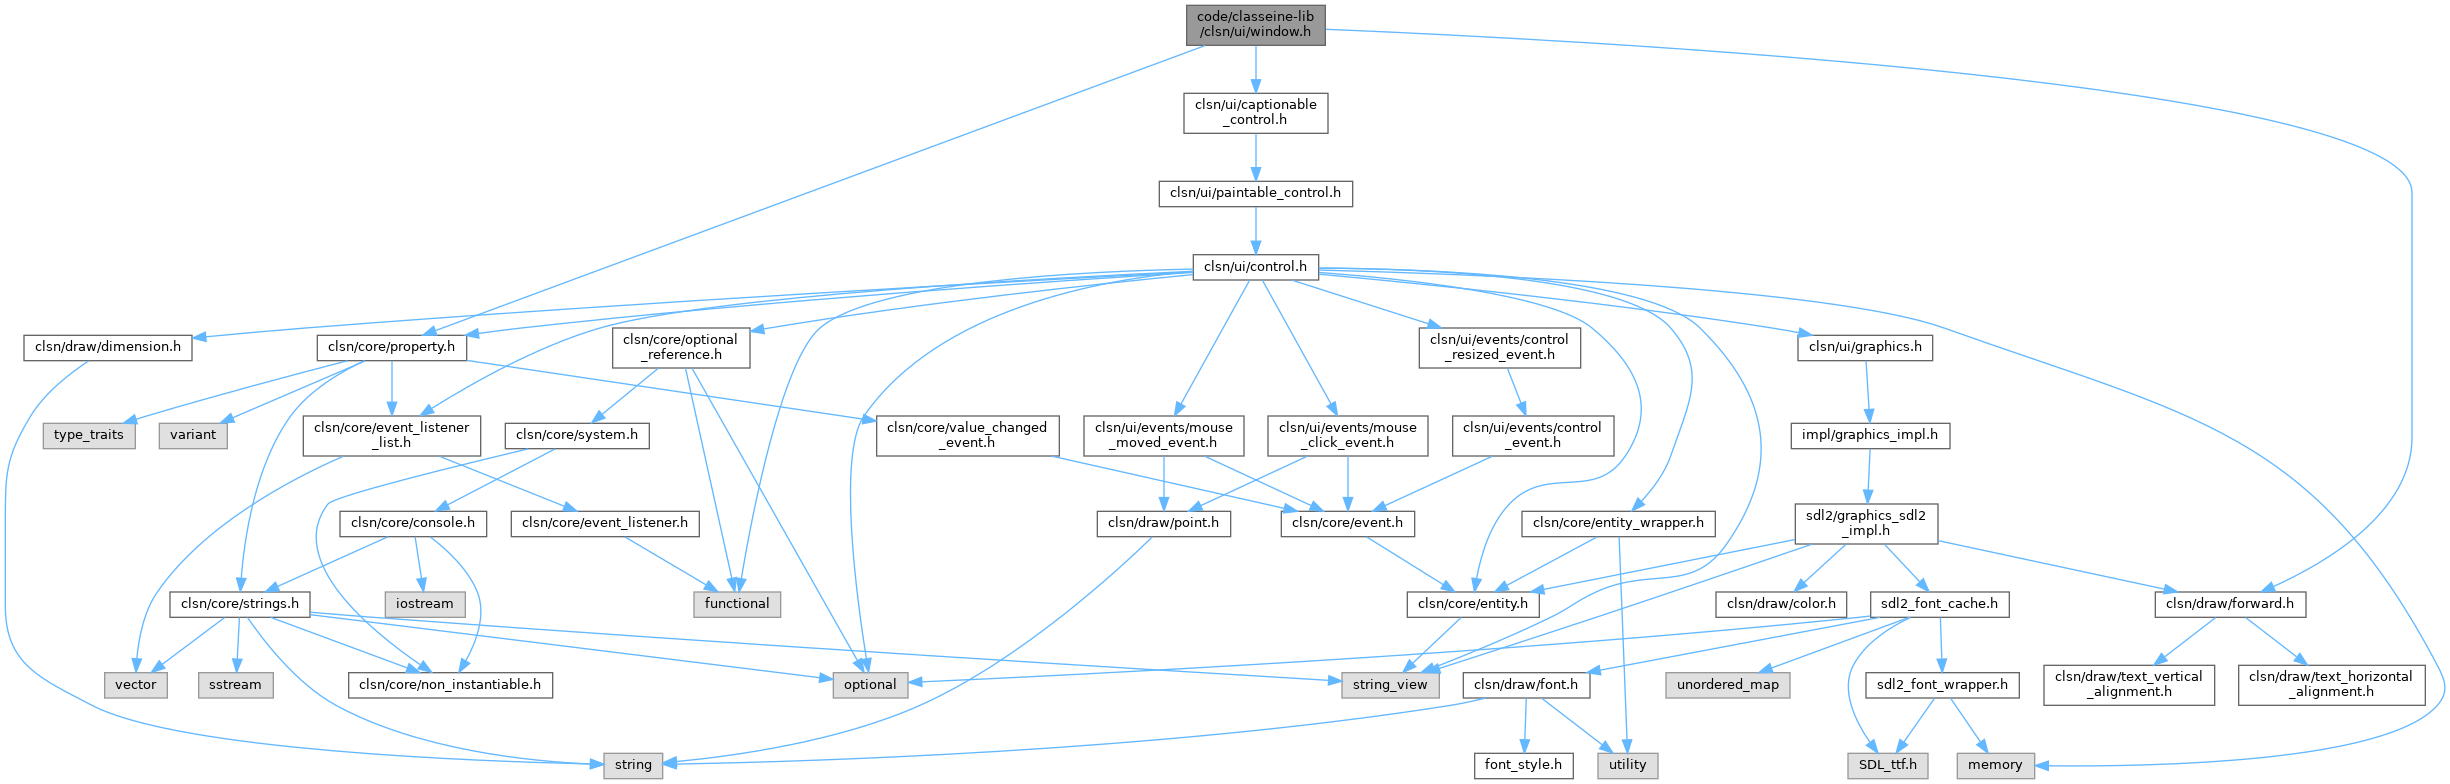 code/classeine-lib
/clsn/ui/window.h
clsn/ui/captionable
_control.h
clsn/ui/paintable_control.h
clsn/ui/control.h
clsn/draw/dimension.h
clsn/core/property.h
clsn/core/optional
_reference.h
clsn/ui/events/control
_resized_event.h
clsn/ui/graphics.h
type_traits
variant
clsn/core/event_listener
_list.h
clsn/core/system.h
clsn/core/value_changed
_event.h
clsn/ui/events/mouse
_moved_event.h
clsn/ui/events/mouse
_click_event.h
clsn/ui/events/control
_event.h
impl/graphics_impl.h
clsn/core/console.h
clsn/core/event_listener.h
clsn/draw/point.h
clsn/core/event.h
clsn/core/entity_wrapper.h
sdl2/graphics_sdl2
_impl.h
clsn/core/strings.h
iostream
functional
clsn/core/entity.h
clsn/draw/color.h
sdl2_font_cache.h
clsn/draw/forward.h
vector
sstream
clsn/core/non_instantiable.h
optional
string_view
clsn/draw/font.h
unordered_map
sdl2_font_wrapper.h
clsn/draw/text_vertical
_alignment.h
clsn/draw/text_horizontal
_alignment.h
string
font_style.h
utility
SDL_ttf.h
memory